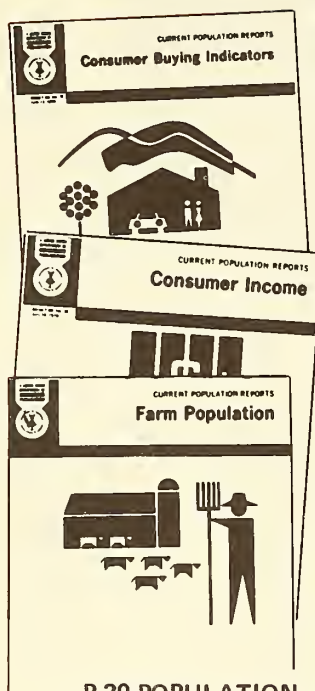 CURRENT POPULATION REPORTS
Consumer Buying Indicators
CURRENT POPULATION REPORTS
Consumer Income
CURRENT POPULATION REPORTS
Farm Population
P-20 POPULATION